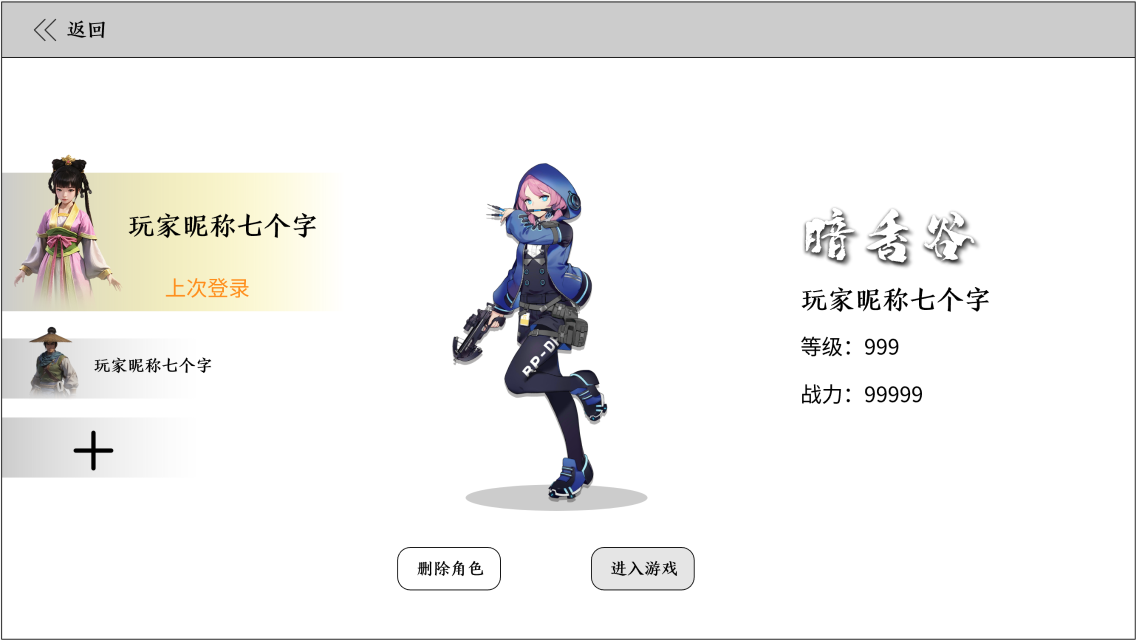 返回
玩家昵称七个字
上次登录
玩家昵称七个字
暗香谷
玩家昵称七个字
等级：999
战力：99999
删除角色
进入游戏